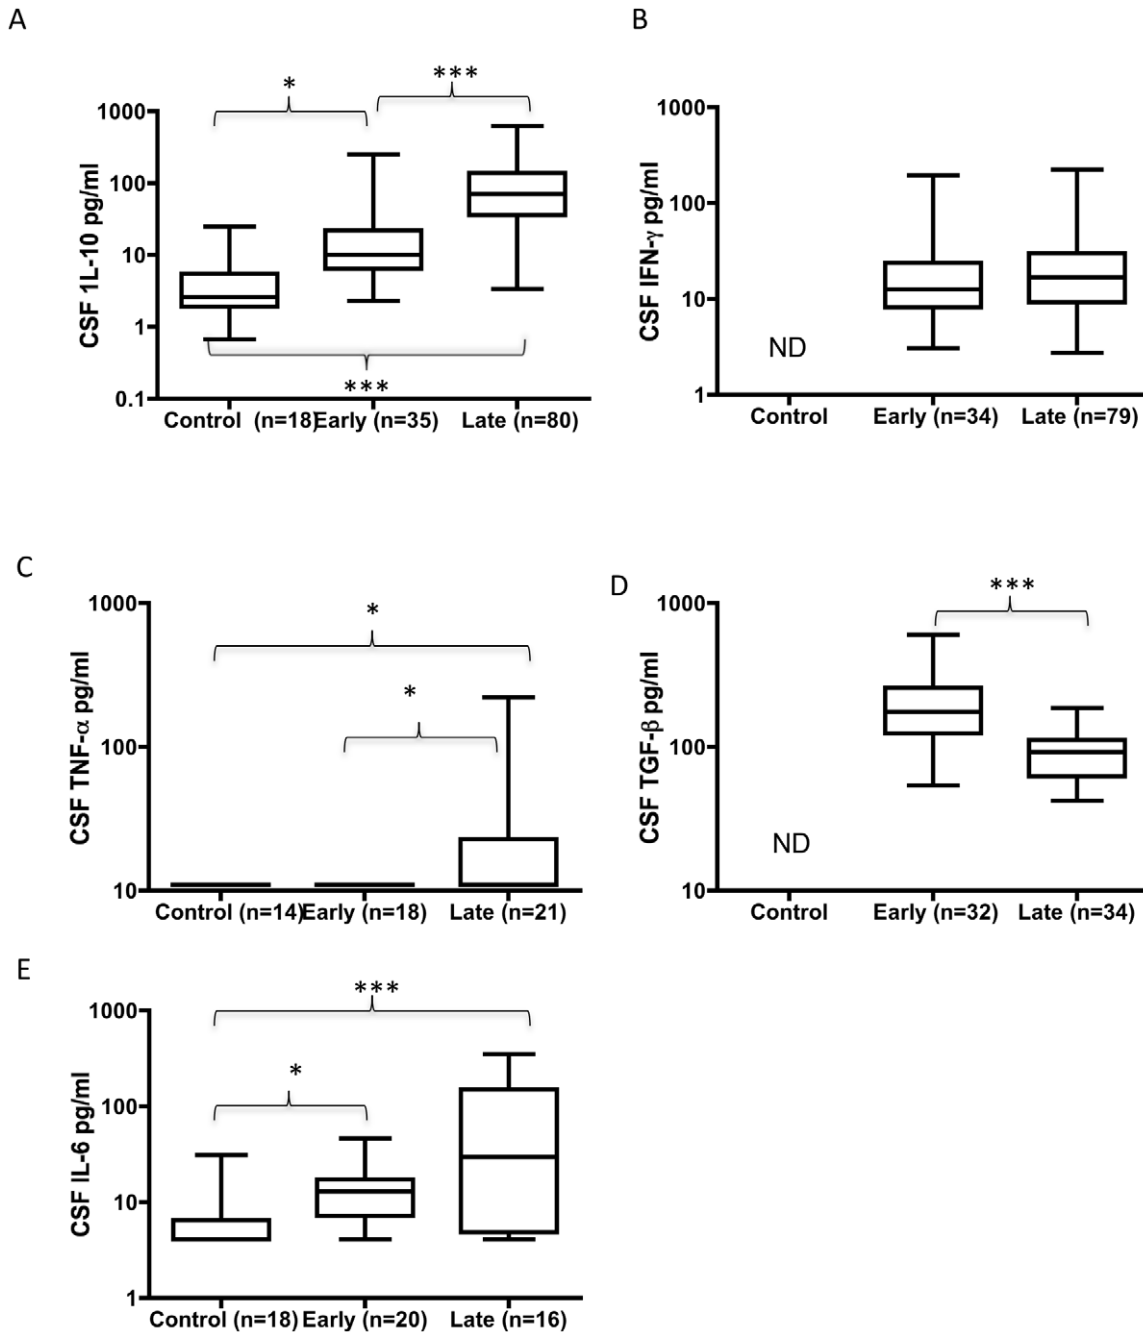 A
B
*
***
1000
100
10
1
0.1
CSF 1L-10 pg/ml
***
Control (n=18)
Early (n=35)
Late (n=80)
1000
100
10
1
CSF IFN-γ pg/ml
ND
Control
Early (n=34)
Late (n=79)
C
D
*
*
1000
100
10
CSF TNF-α pg/ml
Control (n=14)
Early (n=18)
Late (n=21)
***
1000
100
10
CSF TGF-β pg/ml
ND
Control
Early (n=32)
Late (n=34)
E
***
*
1000
100
10
1
CSF IL-6 pg/ml
Control (n=18)
Early (n=20)
Late (n=16)